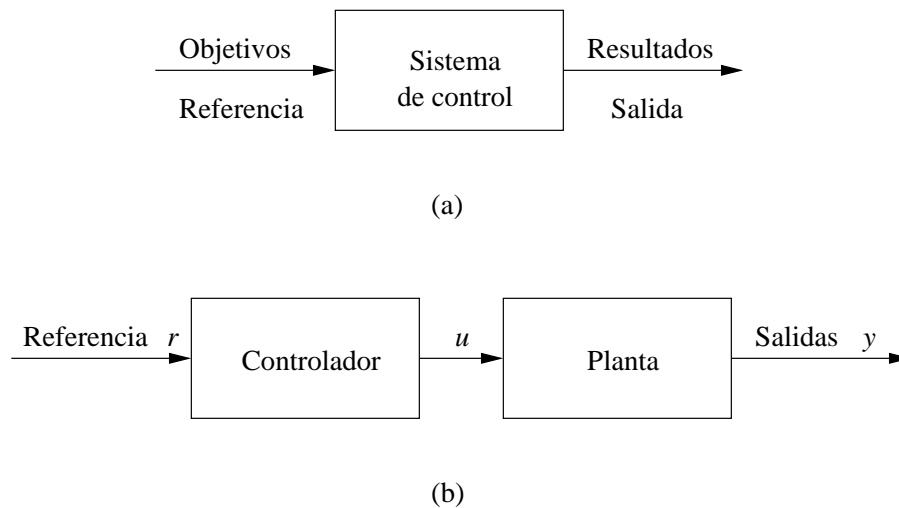 Objetivos
Referencia
Sistema
de control
Resultados
Salida
(a)
Referencia r
Controlador
u
Planta
Salidas y
(b)